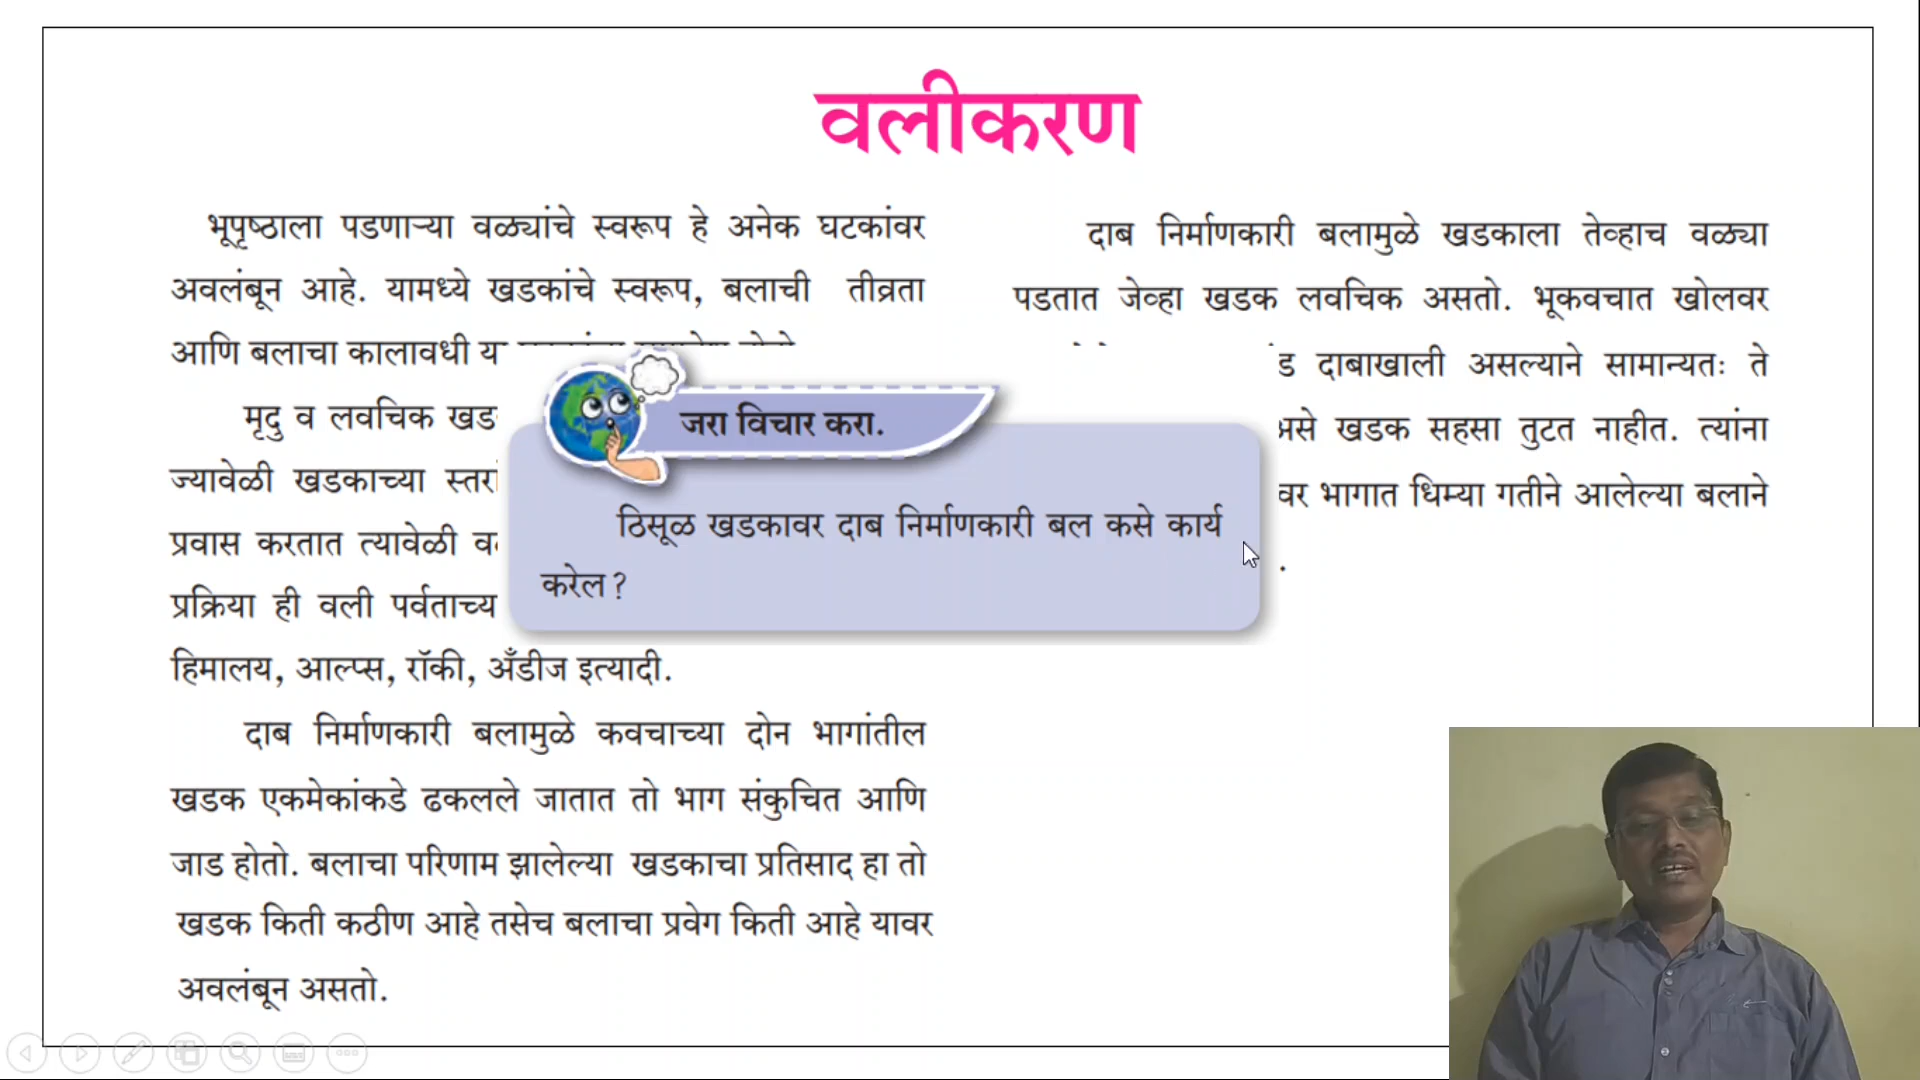 वलीकरण
भूपृष्ठाला पडणाऱ्या वळ्यांचे स्वरूप हे अनेक घटकांवर
अवलंबून आहे. यामध्ये खडकांचे स्वरूप, बलाची तीव्रता
आणि बलाचा कालावधी
मृदु व लवचिक
ज्यावेळी खडकाच्या
प्रवास करतात त्यावेळी
प्रक्रिया ही वली पर्वताच्या
हिमालय, आल्प्स, रॉकी, अँडीज इत्यादी.
दाब निर्माणकारी बलामुळे कवचाच्या दोन भागांतील
खडक एकमेकांकडे ढकलले जातात तो भाग संकुचित आणि
जाड होतो. बलाचा परिणाम झालेल्या खडकाचा प्रतिसाद हा तो
खडक किती कठीण आहे तसेच बलाचा प्रवेग किती आहे यावर
अवलंबून असतो.
जरा विचार करा.
ठिसूळ खडकावर दाब निर्माणकारी बल कसे कार्य
करेल ?
दाब निर्माणकारी बलामुळे खडकाला तेव्हाच वळ्या
पडतात जेव्हा खडक लवचिक असतो. भूकवचात खोलवर
दाबाखाली असल्याने सामान्यतः ते
असे खडक सहसा तुटत नाहीत. त्यांना
भागात धिम्या गतीने आलेल्या बलाने